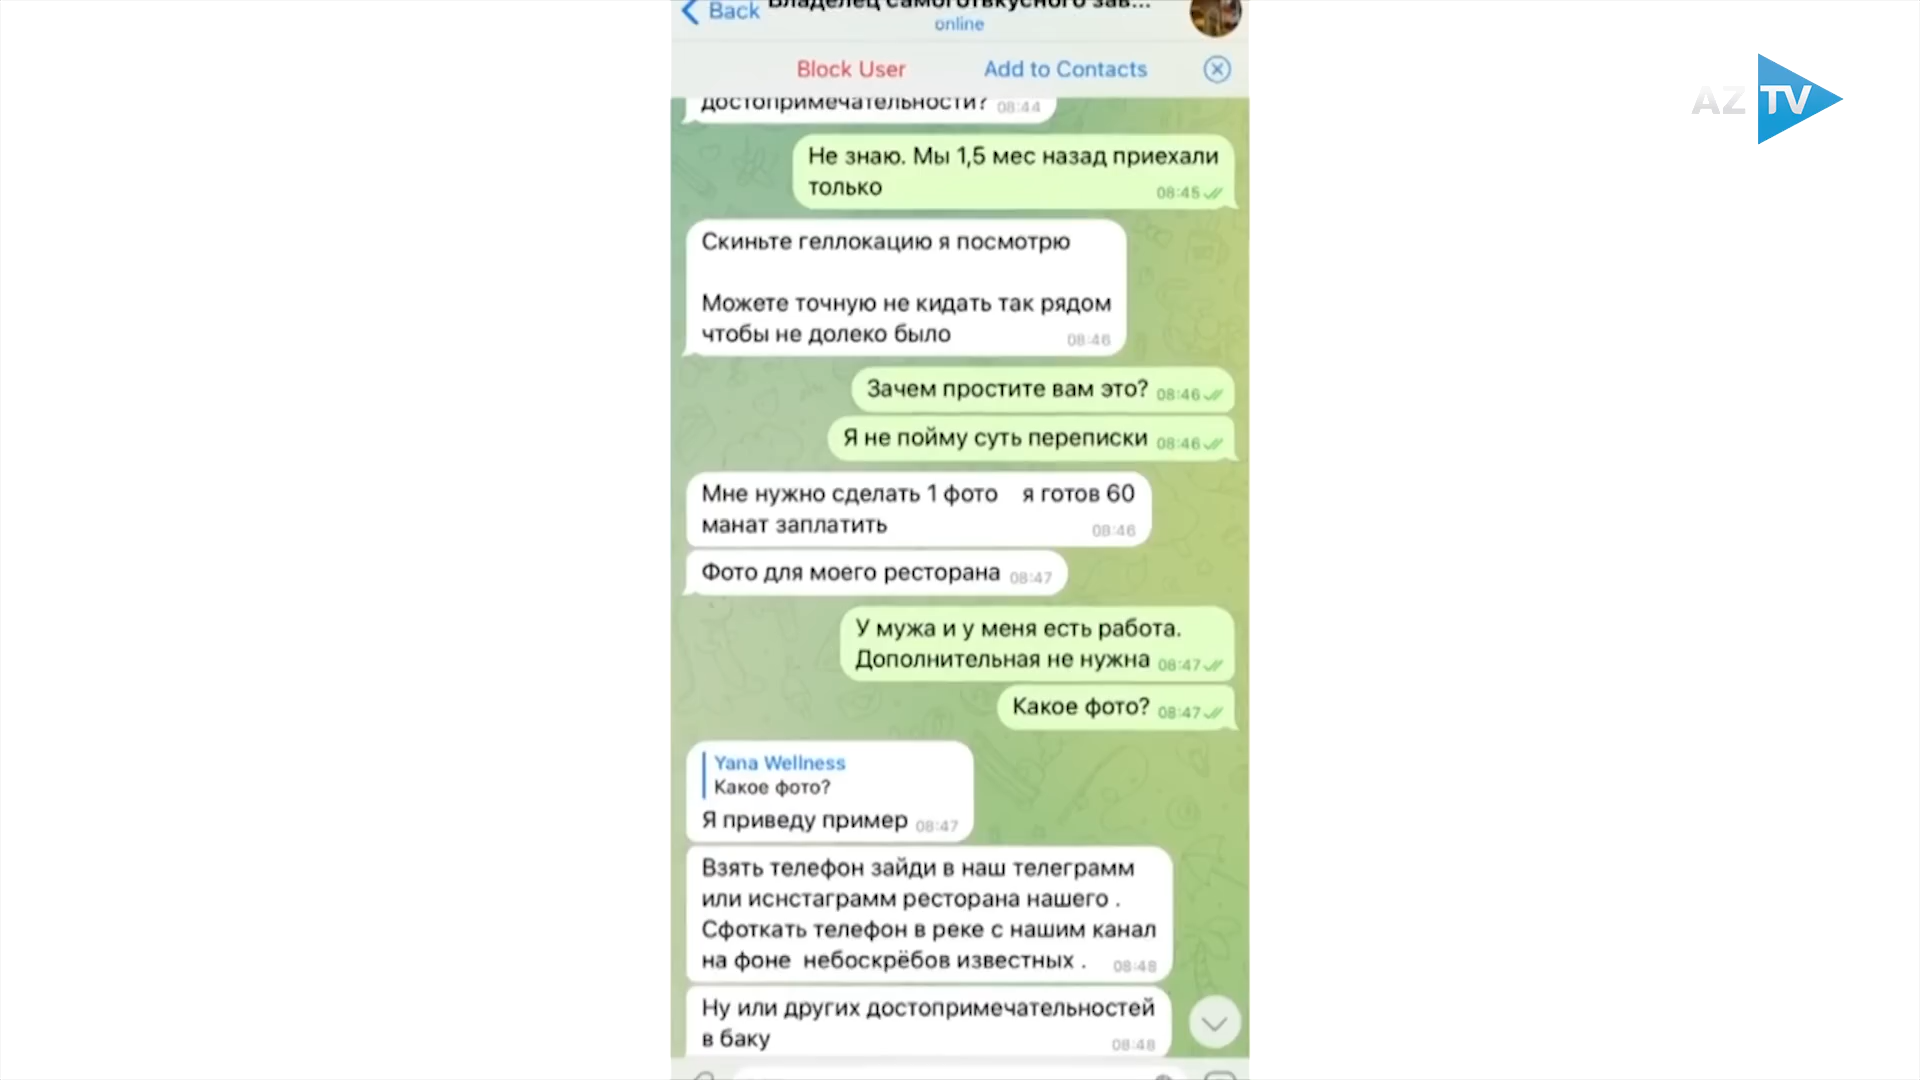 Back
Владелец самоготвкусного зав...
online
Block User
Add to Contacts
AZ TV
достопримечательности? 08:44
Не знаю. Мы 1,5 мес назад приехали
только 08:45
Скиньте геллокацию я посмотрю
Можете точную не кидать так рядом
чтобы не долеко было 08:46
Зачем простите вам это? 08:46
Я не пойму суть переписки 08:46
Мне нужно сделать 1 фото я готов 60
манат заплатить 08:46
Фото для моего ресторана 08:47
У мужа и у меня есть работа.
Дополнительная не нужна 08:47
Какое фото? 08:47
Yana Wellness
Какое фото?
Я приведу пример 08:47
Взять телефон зайди в наш телеграмм
или иснстаграмм ресторана нашего .
Сфоткать телефон в реке с нашим канал
на фоне небоскрёбов известных . 08:48
Ну или других достопримечательностей
в баку 08:48